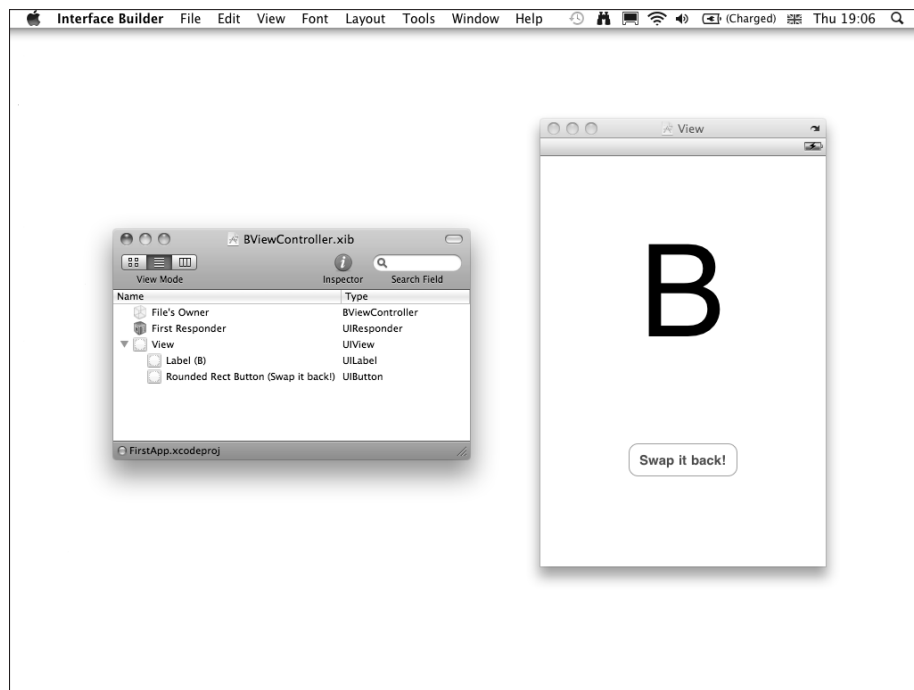 Interface Builder File Edit View Font Layout Tools Window Help (Charged) Thu 19:06
BViewController.xib
View Mode Inspector Search Field
Name Type
File's Owner BViewController
First Responder UIResponder
View UIView
Label (B) UILabel
Rounded Rect Button (Swap it back!) UIButton
FirstApp.xcodeproj
View
B
Swap it back!